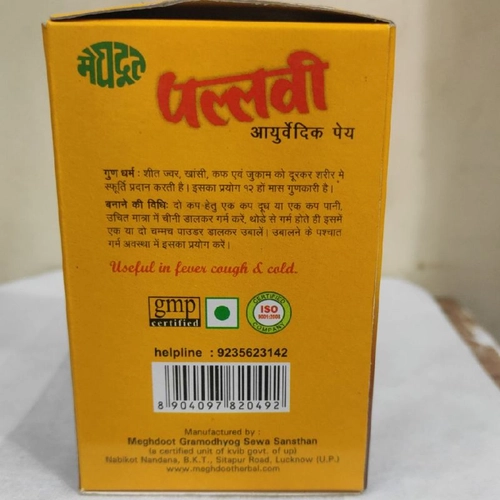 मेघदूत
पल्लवी
आयुर्वेदिक पेय
गुण धर्म : शीत ज्वर, खांसी, कफ एवं जुकाम को दूरकर शरीर मे
स्फूर्ति प्रदान करती है। इसका प्रयोग १२ हों मास गुणकारी है।
बनाने की विधिः दो कप-हेतु एक कप दूध या एक कप पानी,
उचित मात्रा में चीनी डालकर गर्म करें, थोडे से गर्म होते ही इसमें
एक या दो चम्मच पाउडर डालकर उबालें। उबालने के पश्चात
गर्म अवस्था में इसका प्रयोग करें।
Useful in fever cough & cold.
gmp
certified
CERTIFIED
ISO
9001:2008
COMPANY
helpline : 9235623142
8 904097 820492
Manufactured by :
Meghdoot Gramodhyog Sewa Sansthan
(a certified unit of kvib govt. of up)
Nabikot Nandana, B.K.T., Sitapur Road, Lucknow (U.P.)
www.meghdootherbal.com